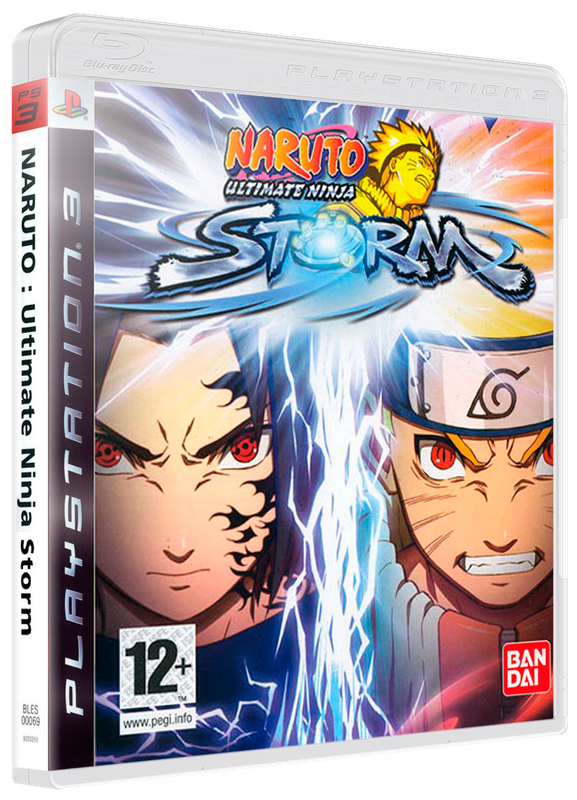 Blu-ray Disc
PLAYSTATION 3
PS3
PLAYSTATION 3
NARUTO : Ultimate Ninja Storm
BLES
00069
NARUTO
ULTIMATE NINJA
STORM
12+
TM
www.pegi.info
BAN
DAI